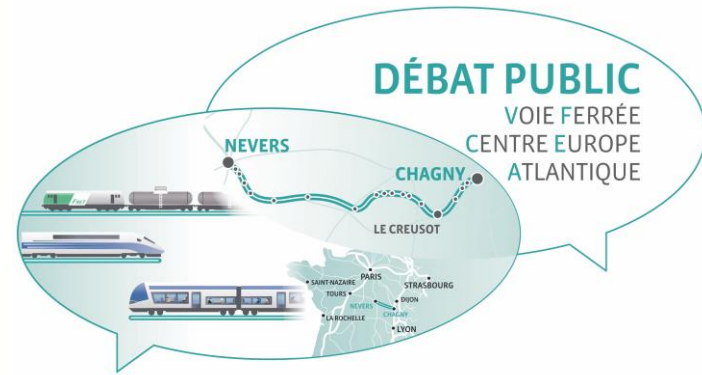 DÉBAT PUBLIC
VOIE FERRÉE
CENTRE EUROPE
ATLANTIQUE
NEVERS
CHAGNY
LE CREUSOT
Fret
PARIS
STRASBOURG
SAINT-NAZAIRE
TOURS
DIJON
NEVERS
CHAGNY
LA ROCHELLE
LYON